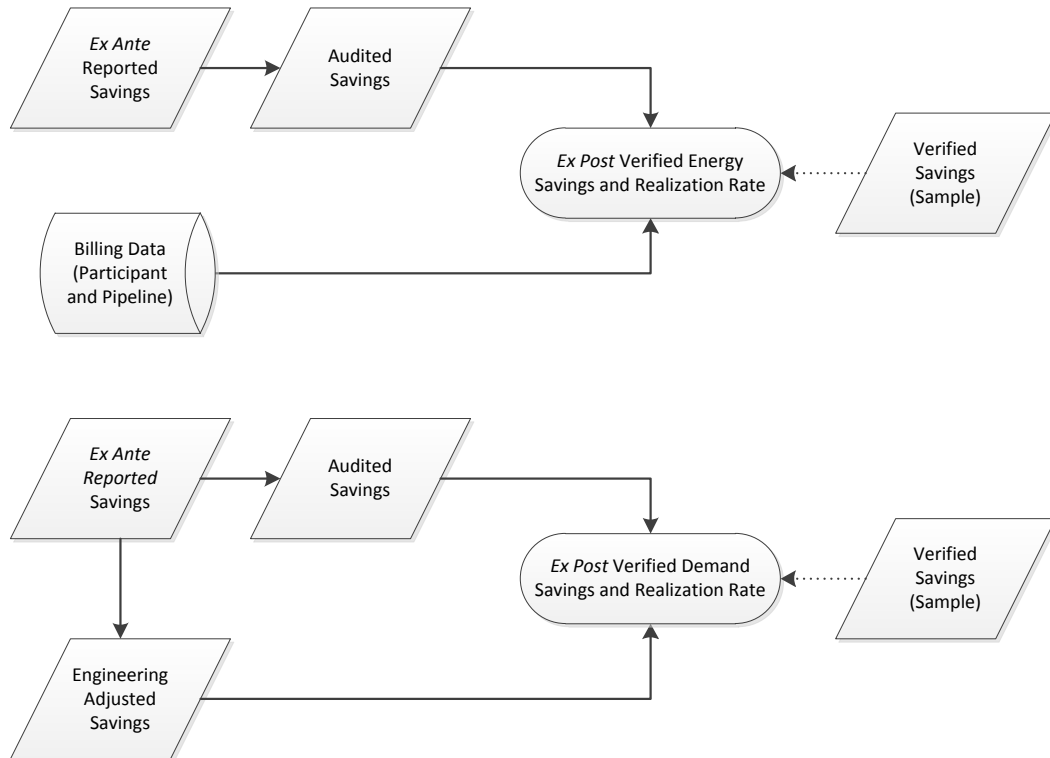 Ex Ante
Reported
Savings
Audited
Savings
Ex Post Verified Energy
Savings and Realization Rate
Verified
Savings
(Sample)
Billing Data
(Participant
and Pipeline)
Ex Ante
Reported
Savings
Audited
Savings
Ex Post Verified Demand
Savings and Realization Rate
Verified
Savings
(Sample)
Engineering
Adjusted
Savings